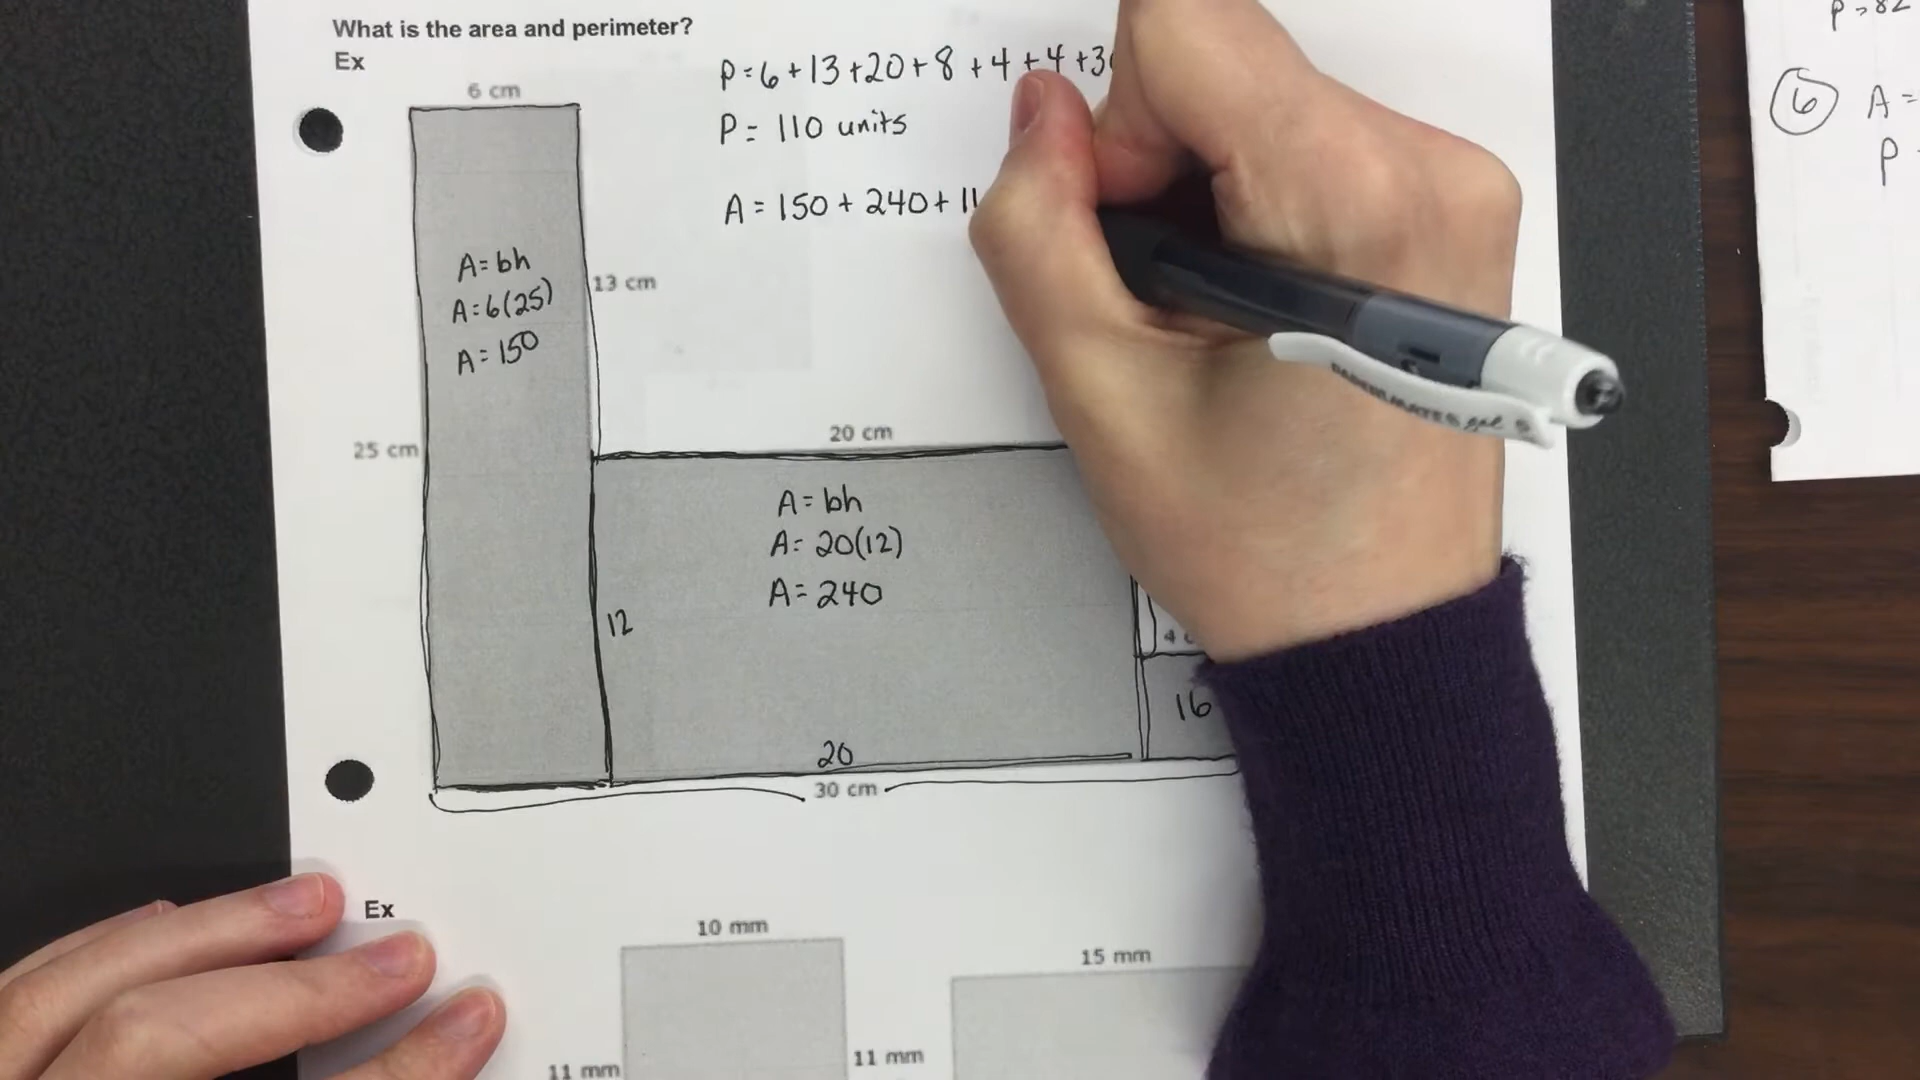 What is the area and perimeter?
Ex
P = 6 + 13 + 20 + 8 + 4 + 4 + 3
P = 110 units
A = 150 + 240 + 11
6 cm
A = bh
A = 6(25)
A = 150
13 cm
25 cm
20 cm
A = bh
A = 20(12)
A = 240
12
4 c
16
20
30 cm
Ex
10 mm
15 mm
11 mm
11 mm
P = 82
6
A =
P